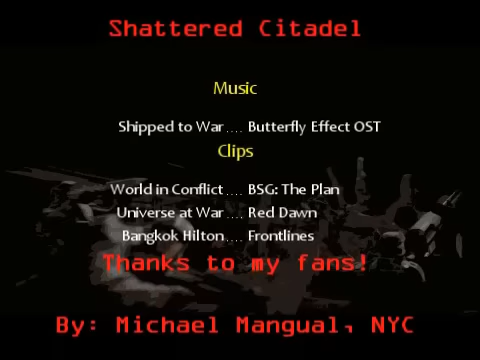 Shattered Citadel
Music
Shipped to War .... Butterfly Effect OST
Clips
World in Conflict .... BSG: The Plan
Universe at War .... Red Dawn
Bangkok Hilton .... Frontlines
Thanks to my fans!
By: Michael Mangual, NYC